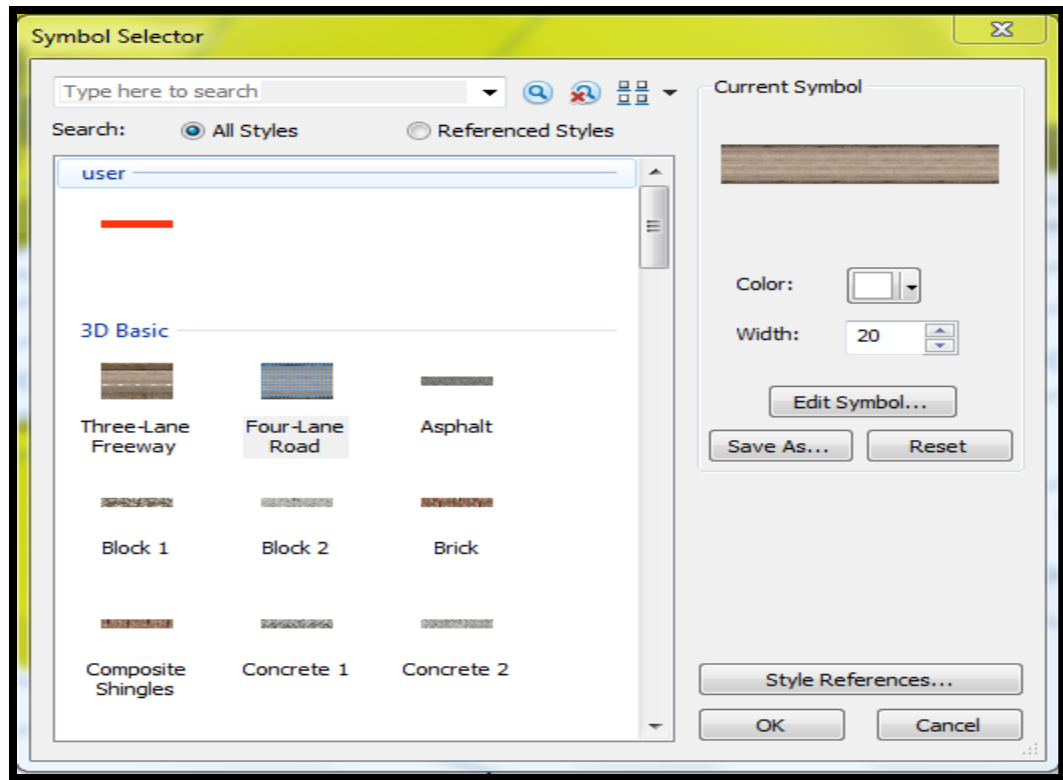 Symbol Selector
Type here to search
Search:
All Styles
Referenced Styles
user
3D Basic
Three-Lane
Freeway
Four-Lane
Road
Asphalt
Block 1
Block 2
Brick
Composite
Shingles
Concrete 1
Concrete 2
Current Symbol
Color:
Width:
20
Edit Symbol...
Save As...
Reset
Style References...
OK
Cancel